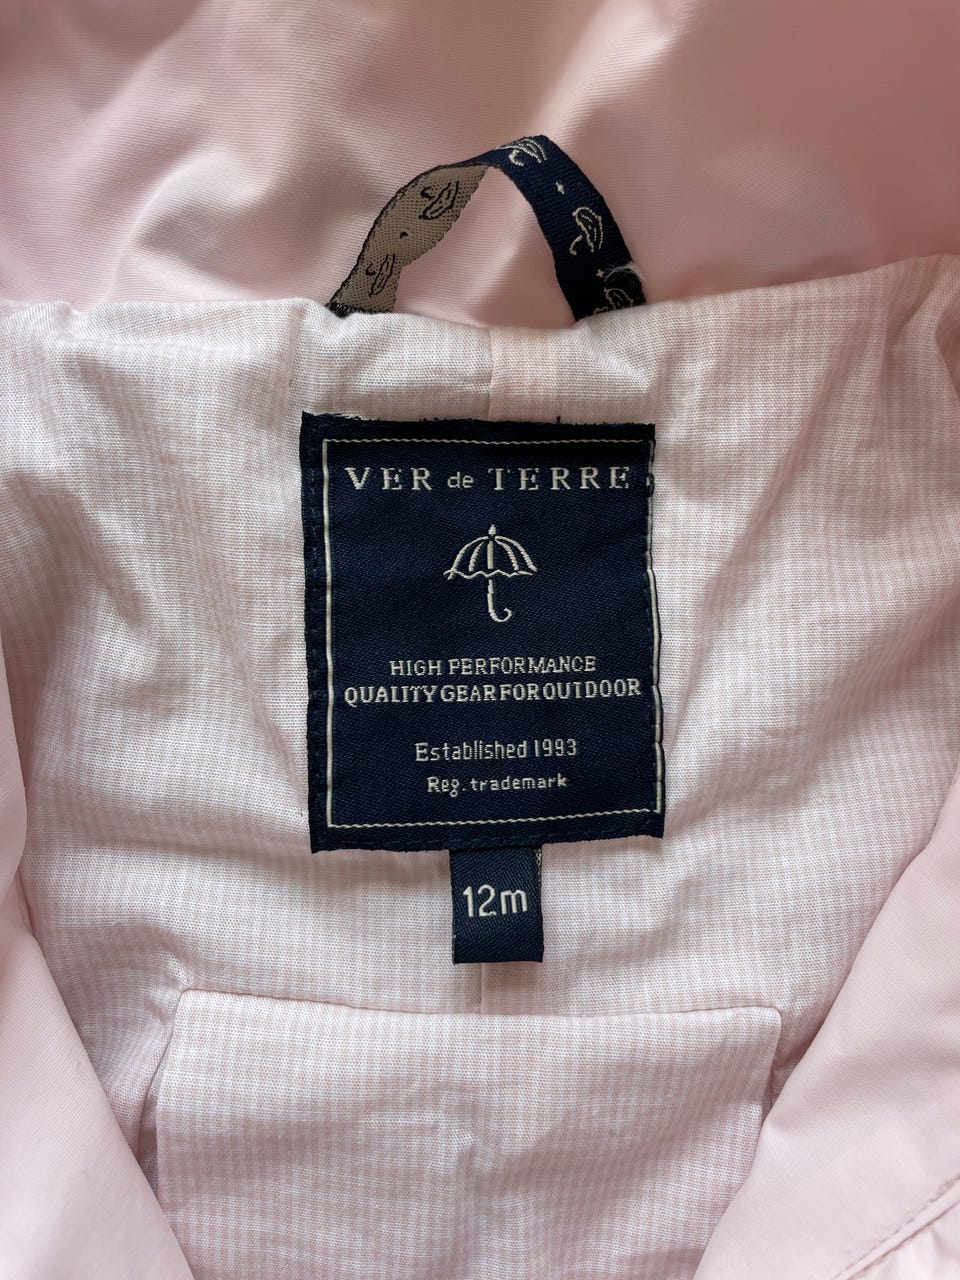 VER de TERRE
HIGH PERFORMANCE
QUALITY GEAR FOR OUTDOOR
Established 1993
Reg. trademark
12m